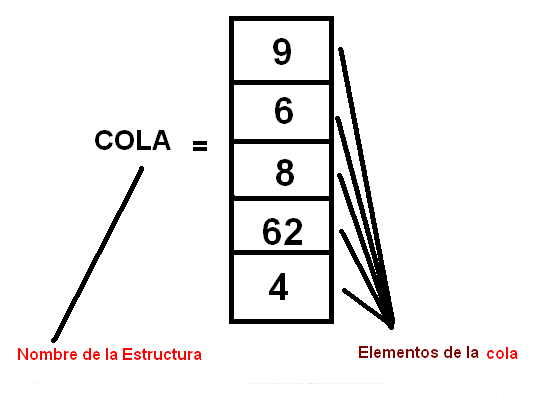 9
6
COLA =
8
62
4
Nombre de la Estructura
Elementos de la cola